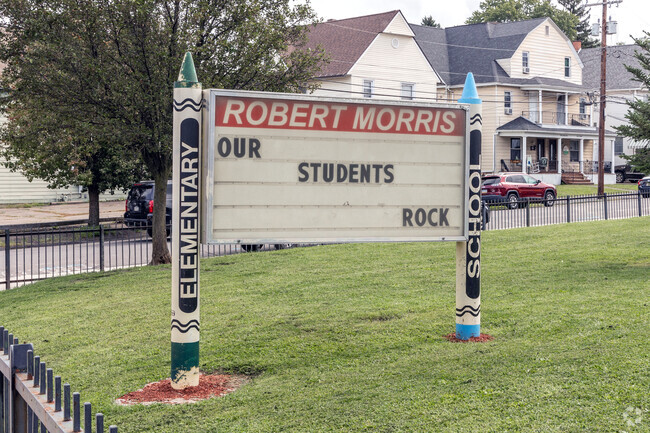 ROBERT MORRIS
OUR
STUDENTS
ROCK
ELEMENTARY
SCHOOL